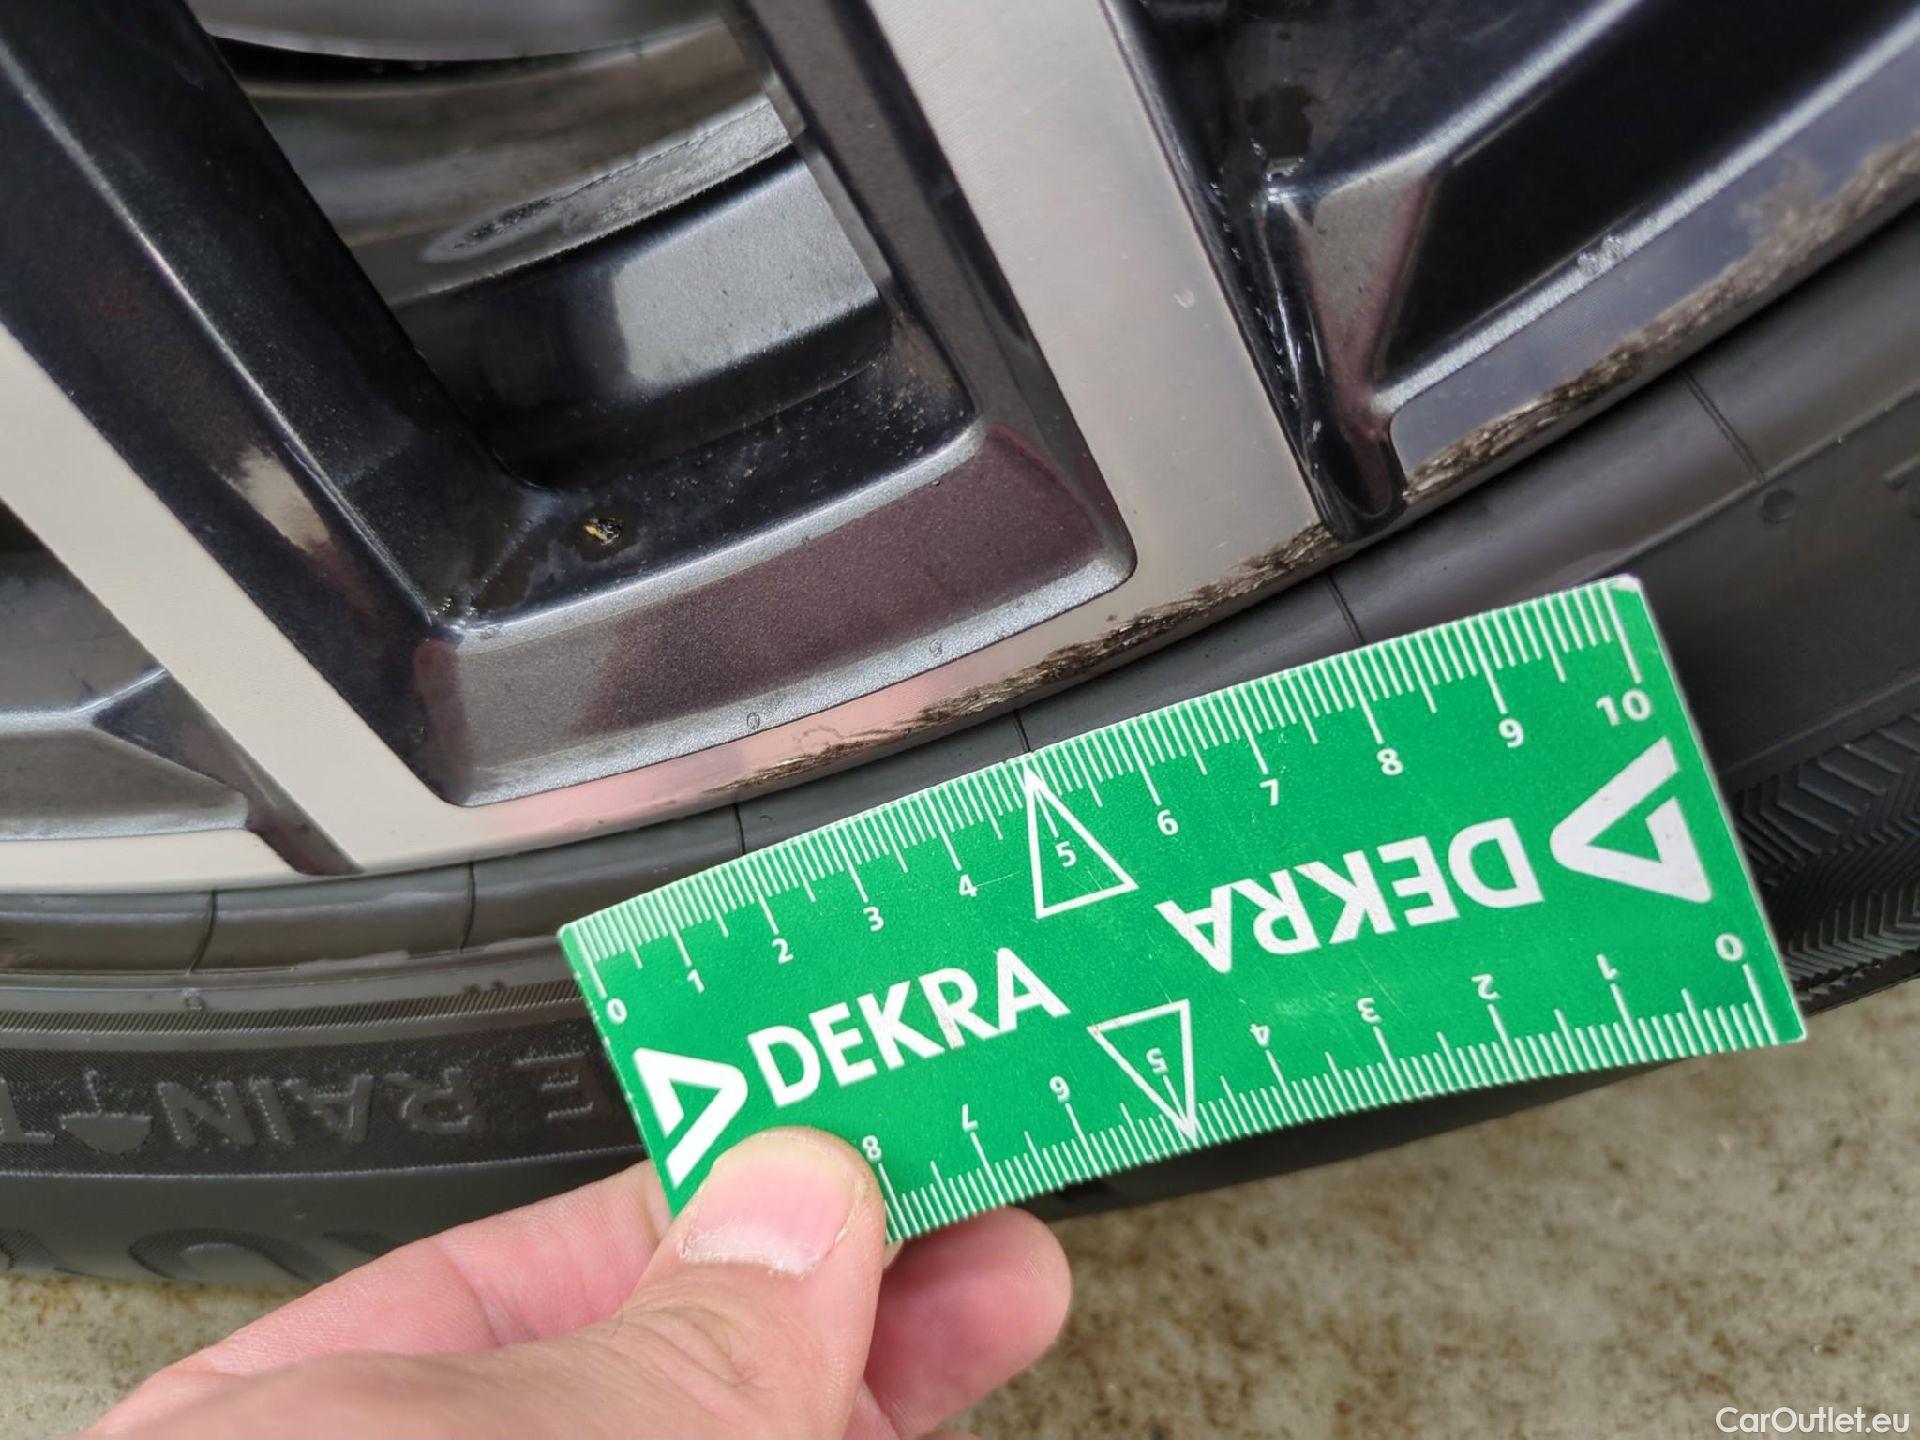 0 1 2 3 4 5 6 7 8 9 10
DEKRA
DEKRA
0 1 2 3 4 5 6 7 8
E RAIN
CarOutlet.eu